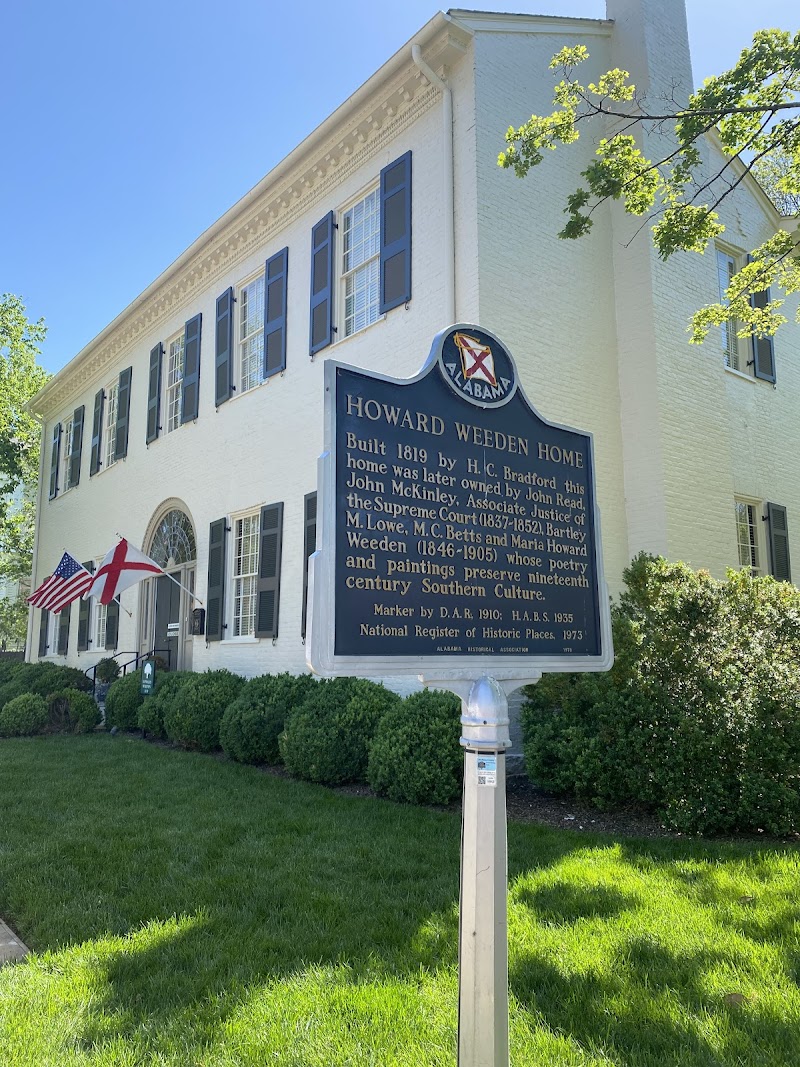 ALABAMA
HOWARD WEEDEN HOME
Built 1819 by H. C. Bradford this
home was later owned by John Read,
John McKinley, Associate Justice of
the Supreme Court (1837-1852), Bartley
M. Lowe, M.C. Betts and Maria Howard
Weeden (1846-1905) whose poetry
and paintings preserve nineteenth
century Southern Culture.
Marker by D.A.R. 1910; H.A.B.S. 1935
National Register of Historic Places, 1973
ALABAMA HISTORICAL ASSOCIATION